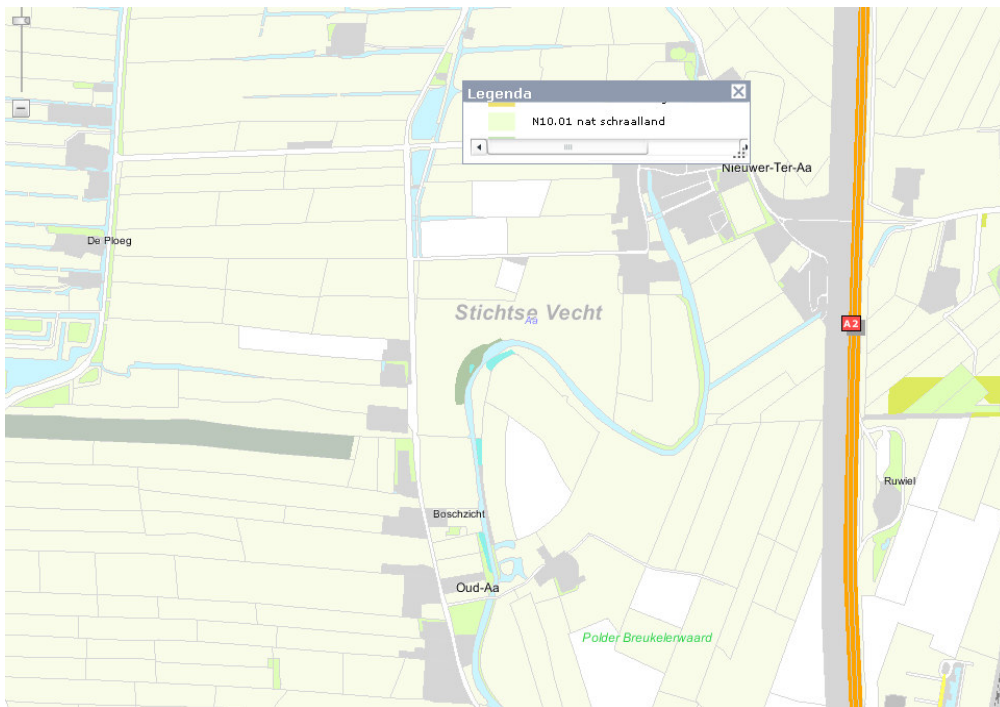 Legenda
N10.01 nat schraalland
Nieuwer-Ter-Aa
De Ploeg
Stichtse Vecht
Aa
A2
Ruwiel
Boschzicht
Oud-Aa
Polder Breukelerwaard